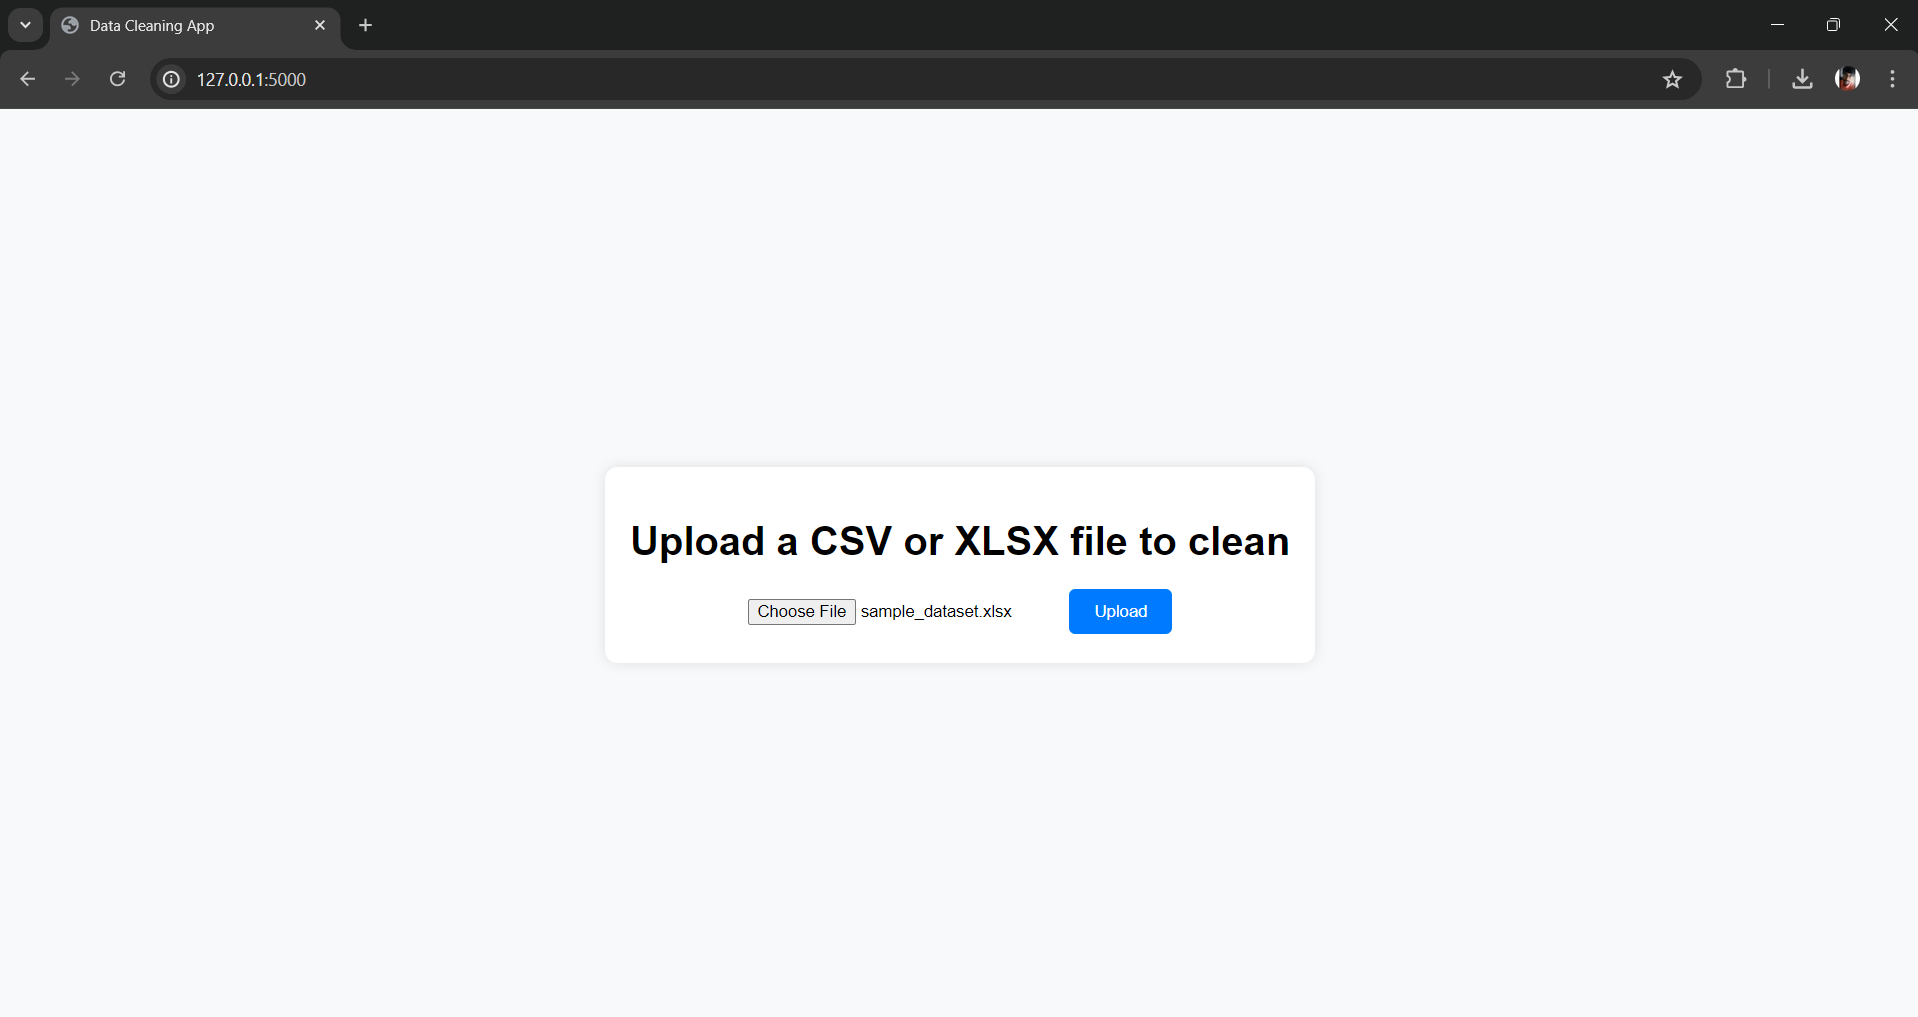 Data Cleaning App
127.0.0.1:5000
Upload a CSV or XLSX file to clean
Choose File sample_dataset.xlsx Upload